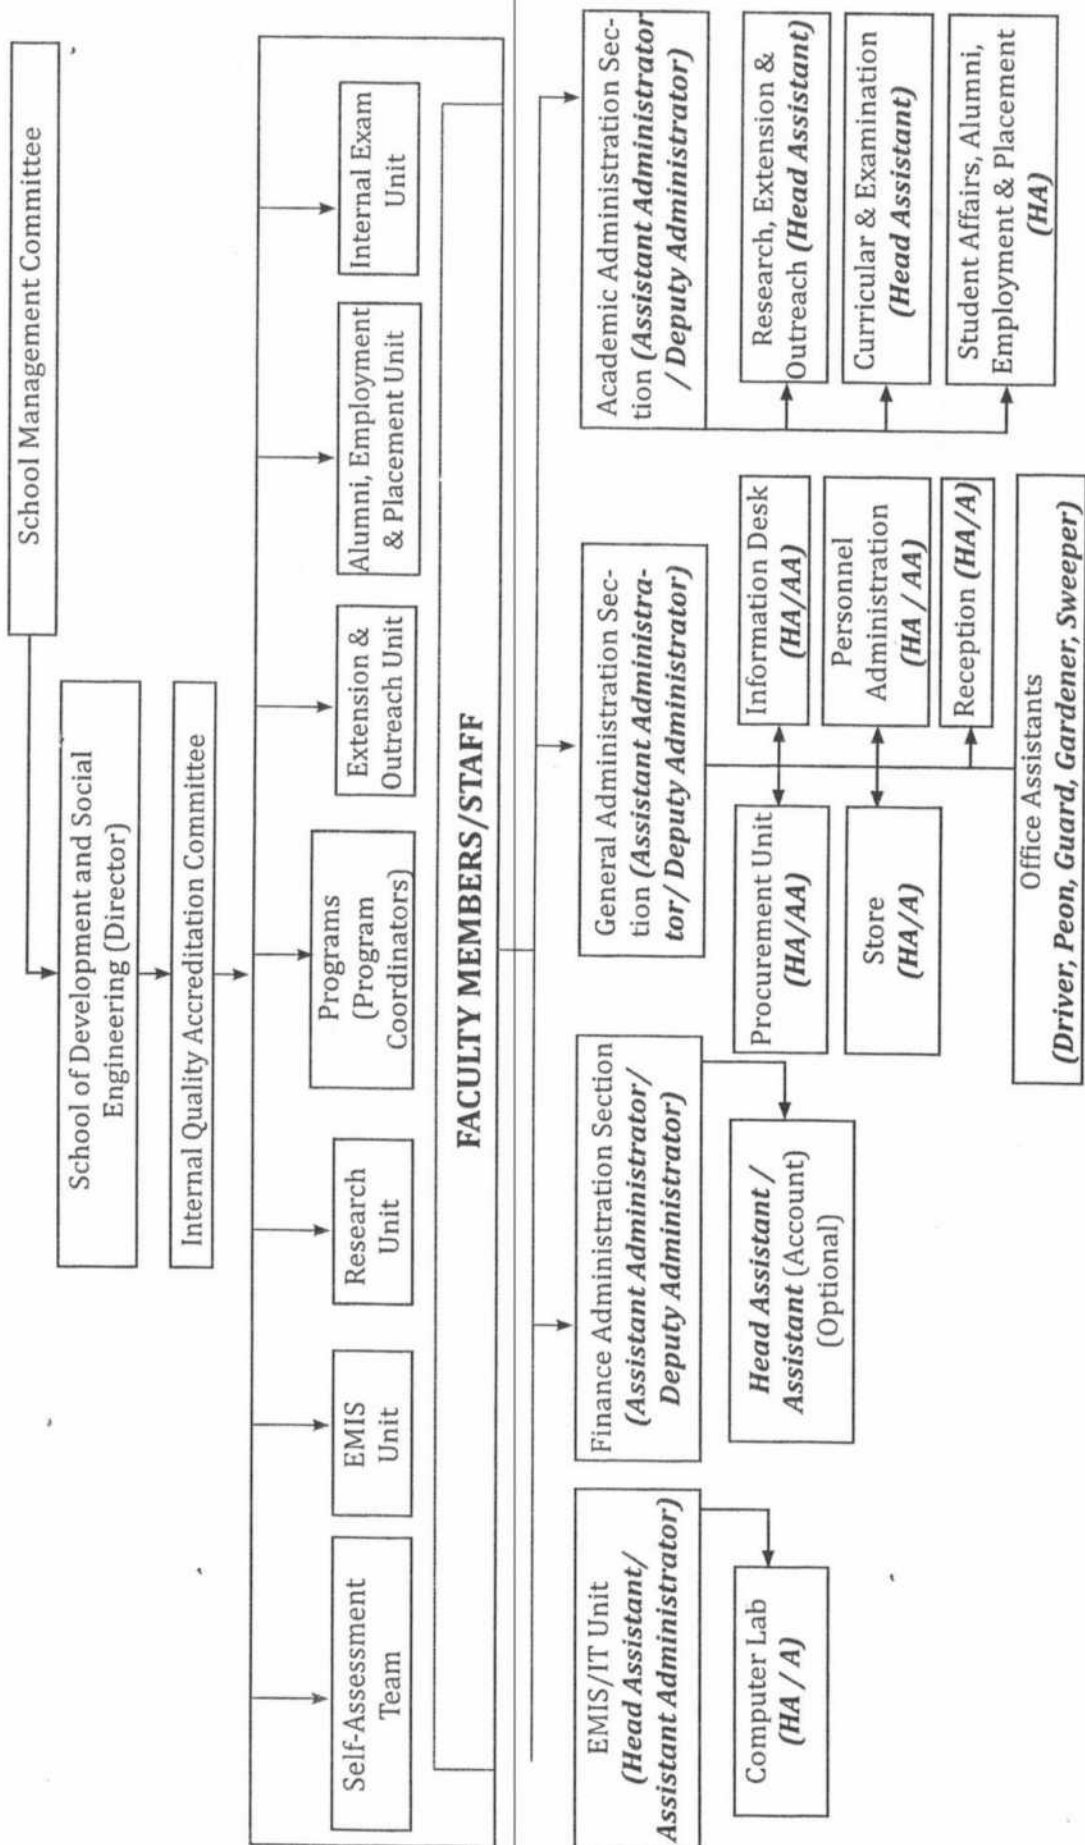 School Management Committee
School of Development and Social
Engineering (Director)
Internal Quality Accreditation Committee
Self-Assessment
Team
EMIS
Unit
Research
Unit
Programs
(Program
Coordinators)
Extension &
Outreach Unit
Alumni, Employment
& Placement Unit
Internal Exam
Unit
FACULTY MEMBERS/STAFF
EMIS/IT Unit
(Head Assistant/
Assistant Administrator)
Computer Lab
(HA / A)
Finance Administration Section
(Assistant Administrator/
Deputy Administrator)
Head Assistant /
Assistant (Account)
(Optional)
General Administration Sec-
tion (Assistant Administra-
tor/ Deputy Administrator)
Procurement Unit
(HA/AA)
Information Desk
(HA/AA)
Store
(HA/A)
Personnel
Administration
(HA / AA)
Reception (HA/A)
Office Assistants
(Driver, Peon, Guard, Gardener, Sweeper)
Academic Administration Sec-
tion (Assistant Administrator
/ Deputy Administrator)
Research, Extension &
Outreach (Head Assistant)
Curricular & Examination
(Head Assistant)
Student Affairs, Alumni,
Employment & Placement
(HA)